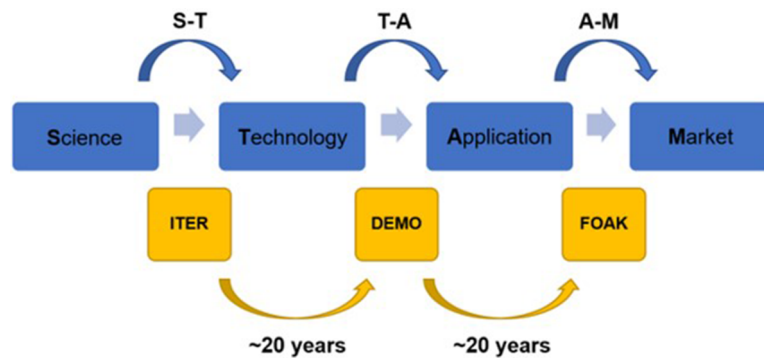 S-T T-A A-M
Science Technology Application Market
ITER DEMO FOAK
~20 years ~20 years